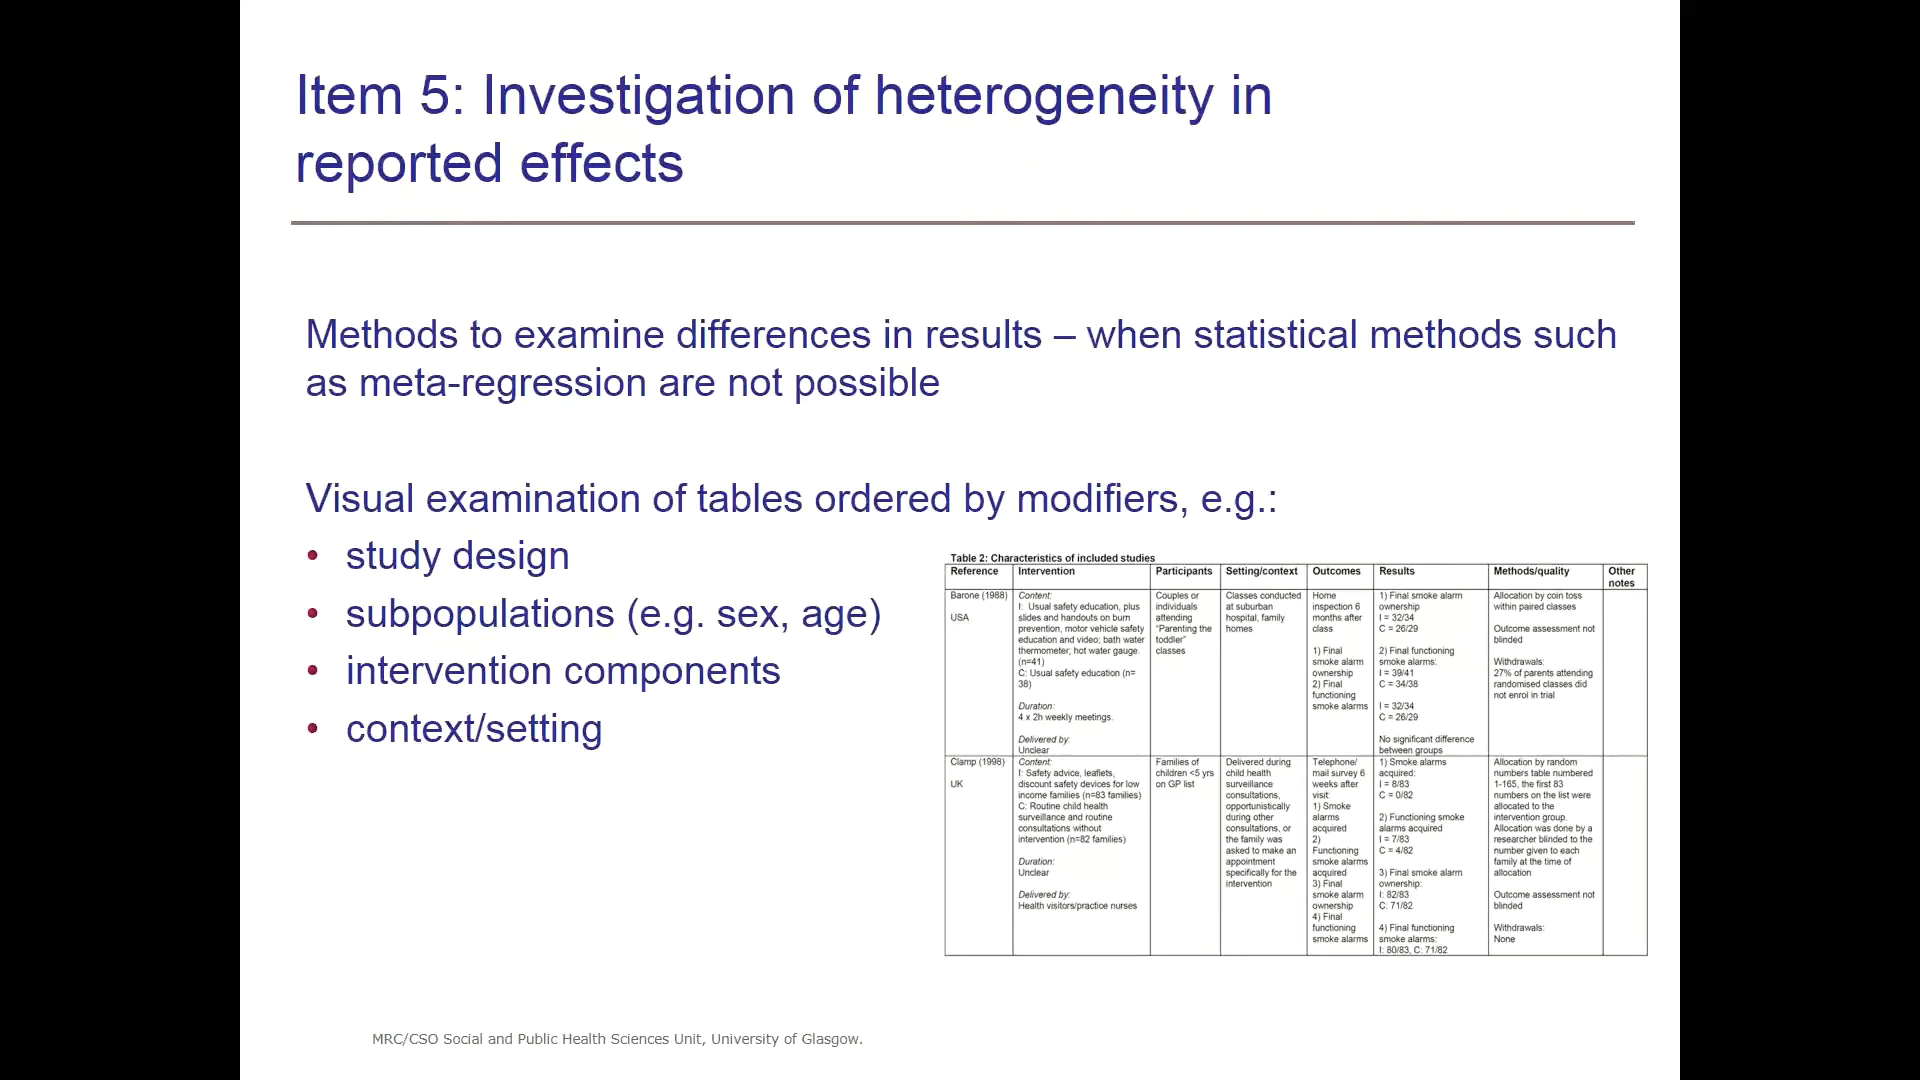 Item 5: Investigation of heterogeneity in
reported effects
Methods to examine differences in results – when statistical methods such
as meta-regression are not possible
Visual examination of tables ordered by modifiers, e.g.:
• study design
• subpopulations (e.g. sex, age)
• intervention components
• context/setting
Table 2: Characteristics of included studies
Reference
Intervention
Participants
Setting/context
Outcomes
Results
Methods/quality
Other
notes
Barone (1988)
USA
Content:
I: Usual safety education, plus
slides and handouts on burn
prevention, motor vehicle safety
education and video; bath water
thermometer; hot water gauge.
(n=41)
C: Usual safety education (n=
38)
Duration:
4 x 2h weekly meetings.
Delivered by:
Unclear
Couples or
individuals
attending
"Parenting the
toddler"
classes
Classes conducted
at suburban
hospital, family
homes
Home
inspection 6
months after
class
1) Final
smoke alarm
ownership
2) Final
functioning
smoke alarms
1) Final smoke alarm
ownership
I = 32/34
C = 26/29
2) Final functioning
smoke alarms:
I = 39/41
C = 34/38
I = 32/34
C = 26/29
No significant difference
between groups
Allocation by coin toss
within paired classes
Outcome assessment not
blinded
Withdrawals:
27% of parents attending
randomised classes did
not enrol in trial
Clamp (1998)
UK
Content:
I: Safety advice, leaflets,
discount safety devices for low
income families (n=83 families)
C: Routine child health
surveillance and routine
consultations without
intervention (n=82 families)
Duration:
Unclear
Delivered by:
Health visitors/practice nurses
Families of
children <5 yrs
on GP list
Delivered during
child health
surveillance
consultations,
opportunistically
during other
consultations, or
the family was
asked to make an
appointment
specifically for the
intervention
Telephone/
mail survey 6
weeks after
visit:
1) Smoke
alarms
acquired
2)
Functioning
smoke alarms
acquired
3) Final
smoke alarm
ownership
4) Final
functioning
smoke alarms
1) Smoke alarms
acquired:
I = 8/83
C = 0/82
2) Functioning smoke
alarms acquired
I = 7/83
C = 4/82
3) Final smoke alarm
ownership:
I: 82/83
C: 71/82
4) Final functioning
smoke alarms:
I: 80/83, C: 71/82
Allocation by random
numbers table numbered
1-165, the first 83
numbers on the list were
allocated to the
intervention group.
Allocation was done by a
researcher blinded to the
number given to each
family at the time of
allocation
Outcome assessment not
blinded
Withdrawals:
None
MRC/CSO Social and Public Health Sciences Unit, University of Glasgow.